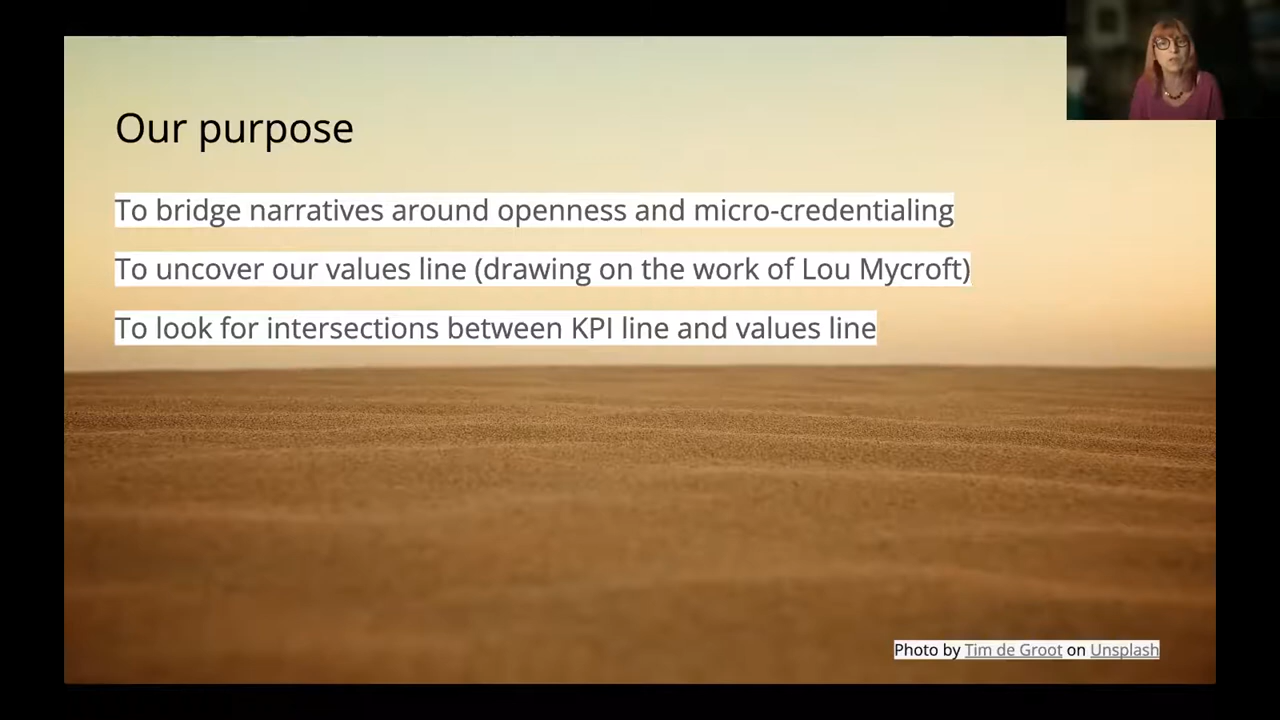 Our purpose
To bridge narratives around openness and micro-credentialing
To uncover our values line (drawing on the work of Lou Mycroft)
To look for intersections between KPI line and values line
Photo by Tim de Groot on Unsplash